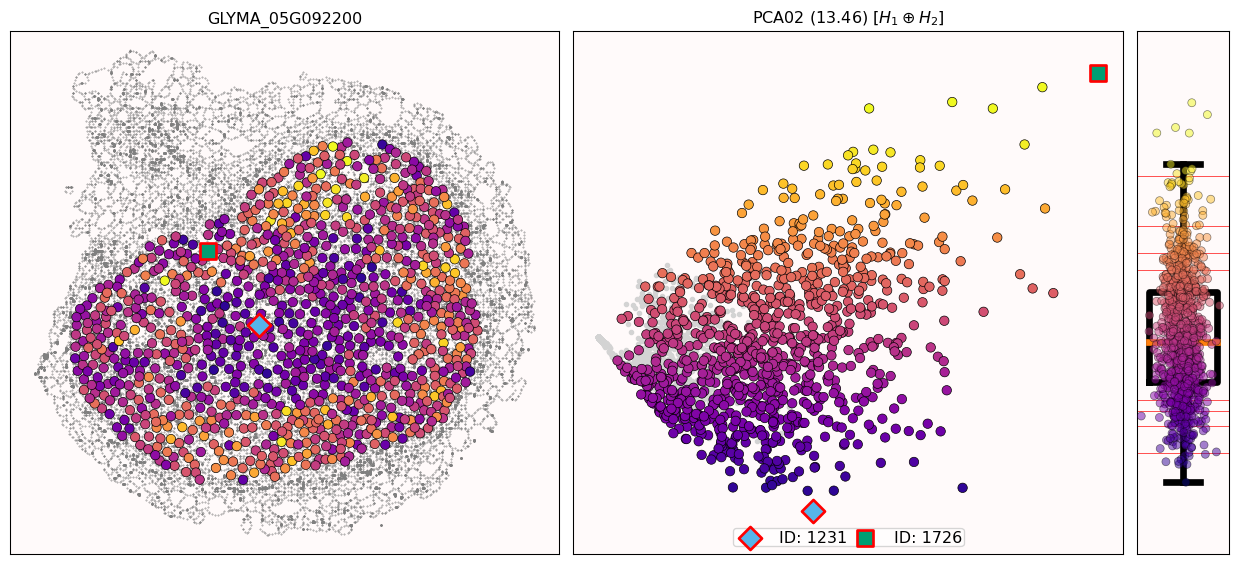 GLYMA_05G092200
PCA02 (13.46) [H₁ ⊕ H₂]
ID: 1231 ID: 1726